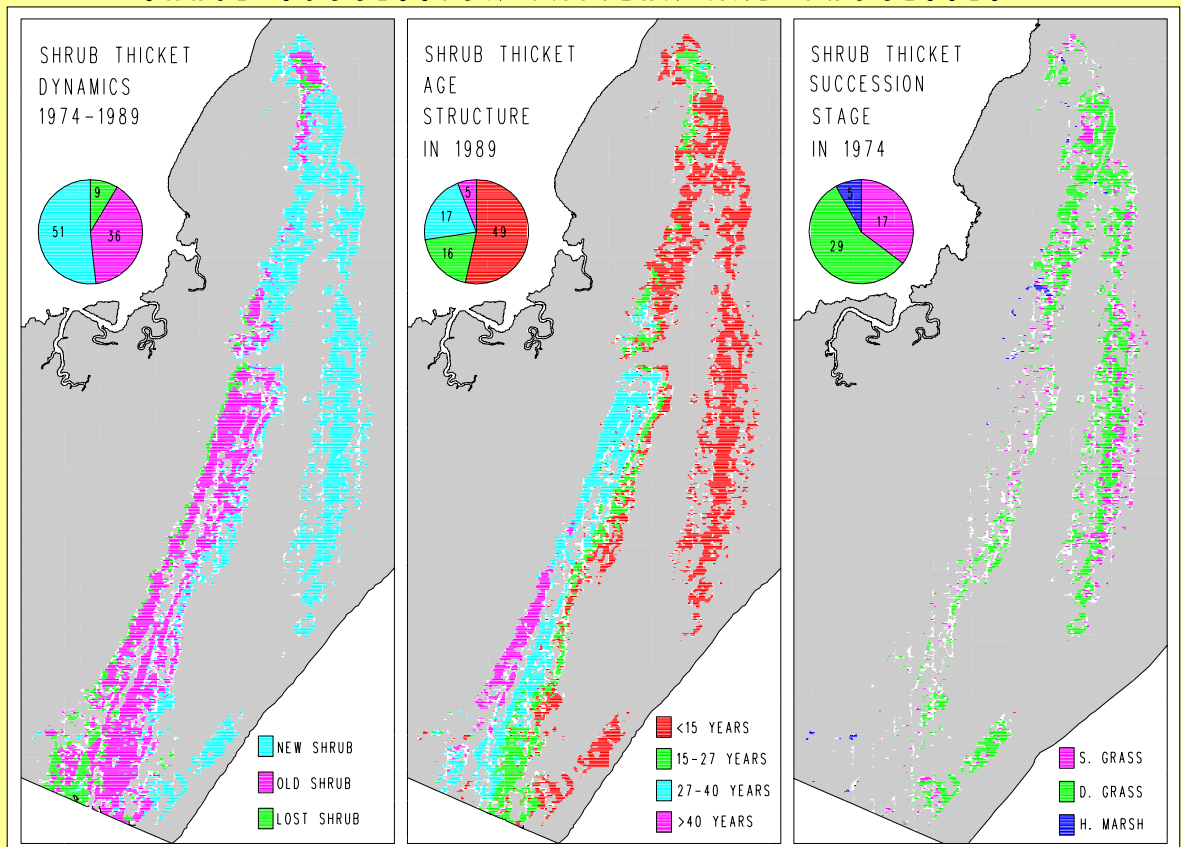 SHRUB THICKET
DYNAMICS
1974-1989
9
51
36
NEW SHRUB
OLD SHRUB
LOST SHRUB
SHRUB THICKET
AGE
STRUCTURE
IN 1989
5
17
49
16
<15 YEARS
15-27 YEARS
27-40 YEARS
>40 YEARS
SHRUB THICKET
SUCCESSION
STAGE
IN 1974
5
17
29
S. GRASS
D. GRASS
H. MARSH